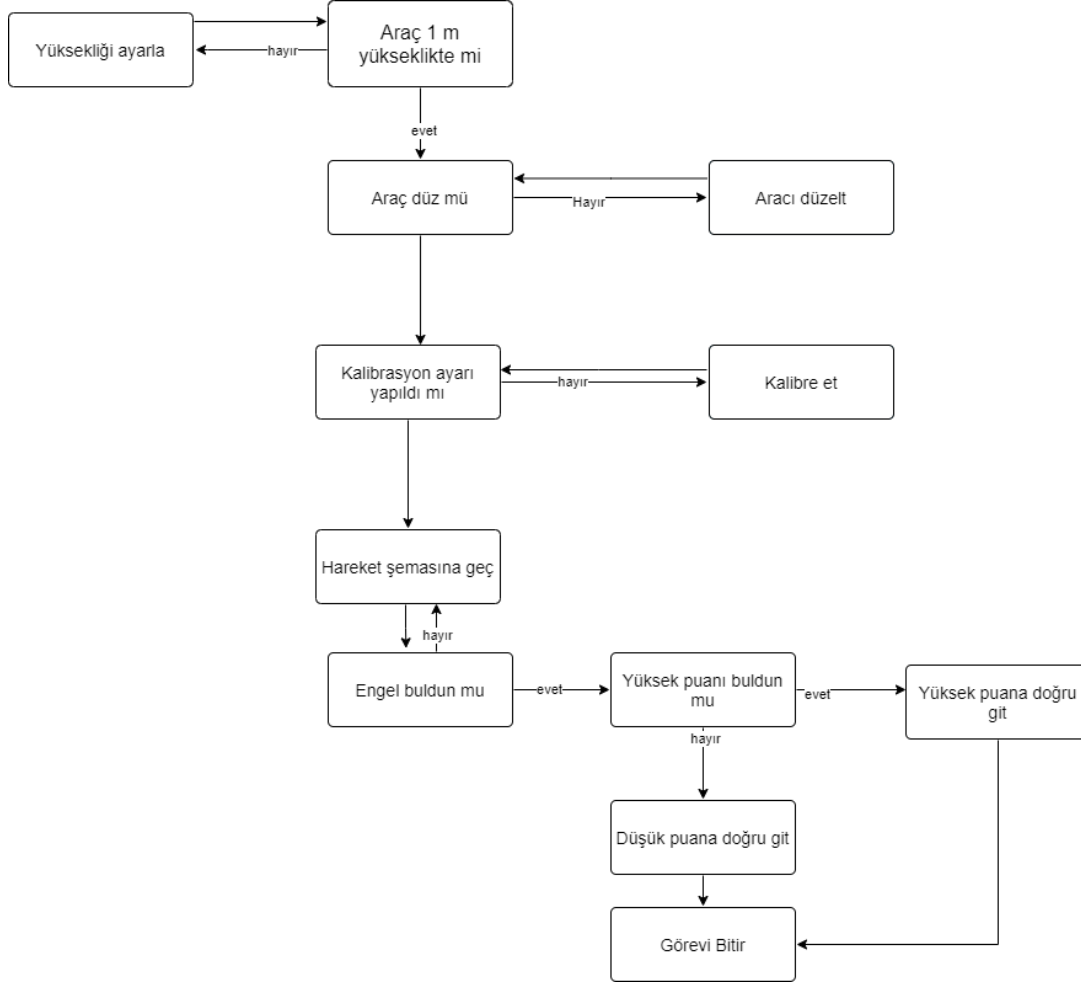 Yüksekliği ayarla
hayır
Araç 1 m
yükseklikte mi
evet
Araç düz mü
Hayır
Aracı düzelt
Kalibrasyon ayarı
yapıldı mı
hayır
Kalibre et
Hareket şemasına geç
hayır
Engel buldun mu
evet
Yüksek puanı buldun
mu
evet
Yüksek puana doğru
git
hayır
Düşük puana doğru git
Görevi Bitir